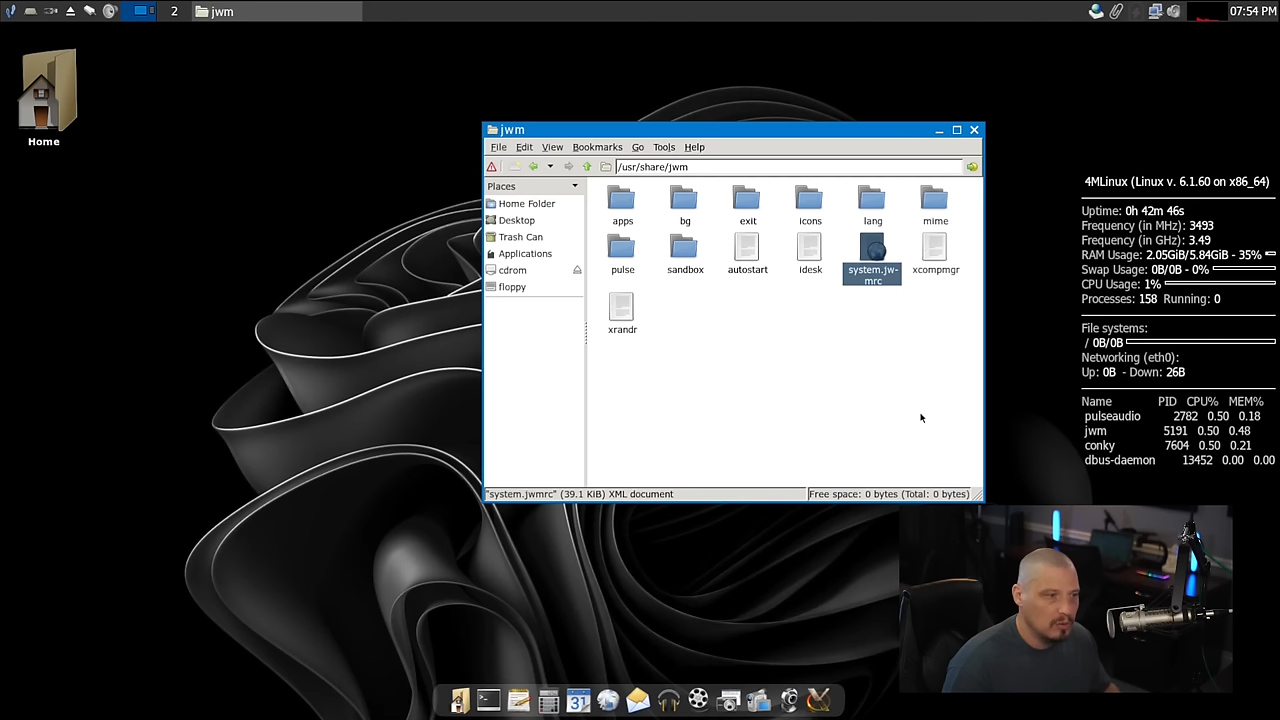 2
jwm
07:54 PM
Home
jwm
File Edit View Bookmarks Go Tools Help
/usr/share/jwm
Places
Home Folder
Desktop
Trash Can
Applications
cdrom
floppy
apps bg exit icons lang mime
pulse sandbox autostart idesk system.jw-
mrc xcompmgr
xrandr
"system.jwmrc" (39.1 KiB) XML document
Free space: 0 bytes (Total: 0 bytes)
4MLinux (Linux v. 6.1.60 on x86_64)
Uptime: 0h 42m 46s
Frequency (in MHz): 3493
Frequency (in GHz): 3.49
RAM Usage: 2.05GiB/5.84GiB - 35%
Swap Usage: 0B/0B - 0%
CPU Usage: 1%
Processes: 158 Running: 0
File systems:
/ 0B/0B
Networking (eth0):
Up: 0B - Down: 26B
Name PID CPU% MEM%
pulseaudio 2782 0.50 0.18
jwm 5191 0.50 0.48
conky 7604 0.50 0.21
dbus-daemon 13452 0.00 0.00
31